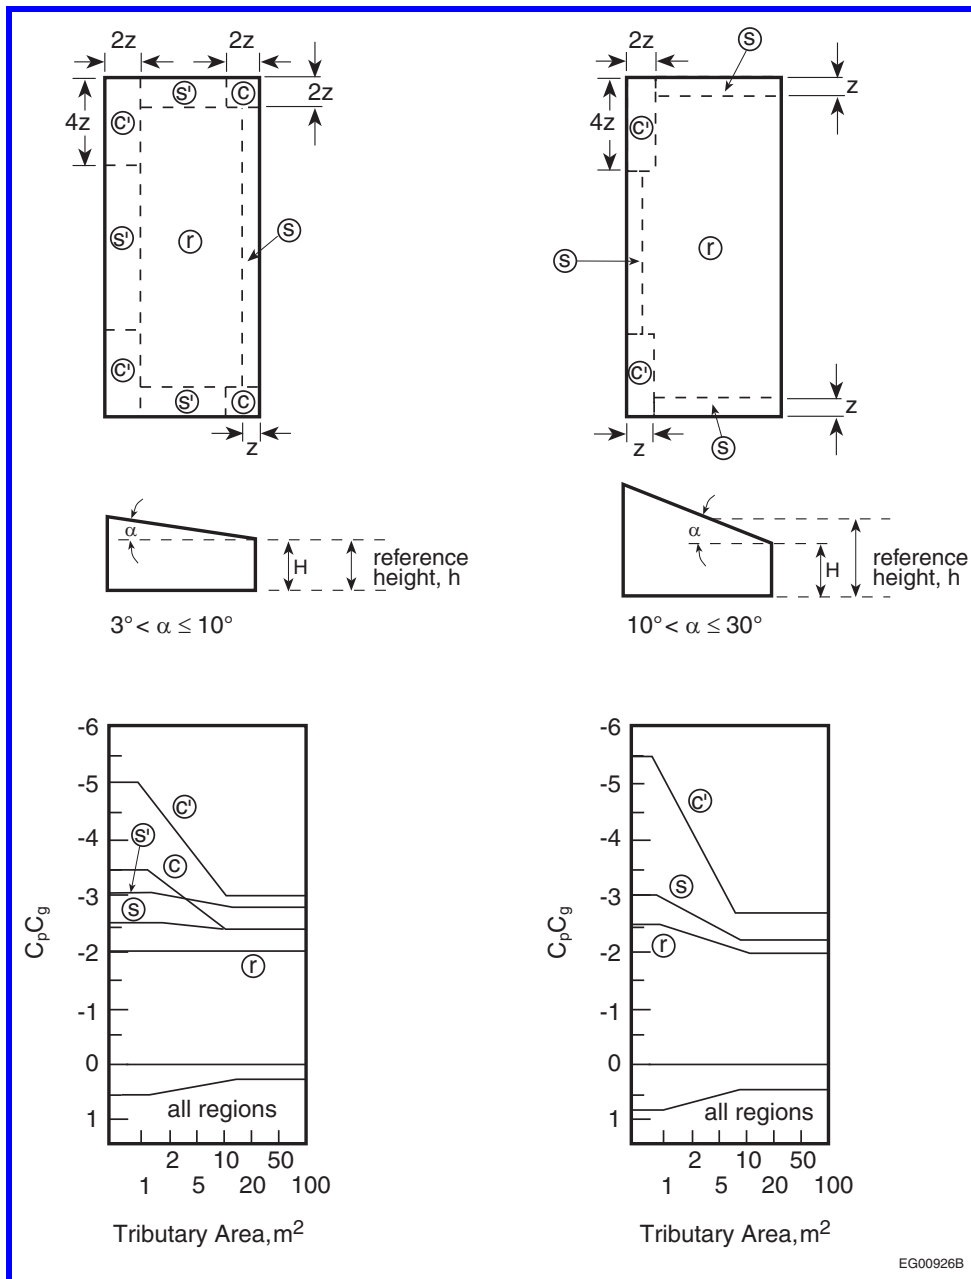 2z 2z 2z s
s' c 2z z
4z c' 4z c'
s' r s r
s
c' c'
s' c z
z z s
α H reference
height, h
α H reference
height, h
3° < α ≤ 10° 10° < α ≤ 30°
-6 -6
-5 -5
c' c'
-4 -4
s' c
-3 s -3 s
CpCg CpCg
-2 r -2 r
-1 -1
0 0
1 all regions 1 all regions
2 10 50 2 10 50
1 5 20 100 1 5 20 100
Tributary Area, m² Tributary Area, m²
EG00926B